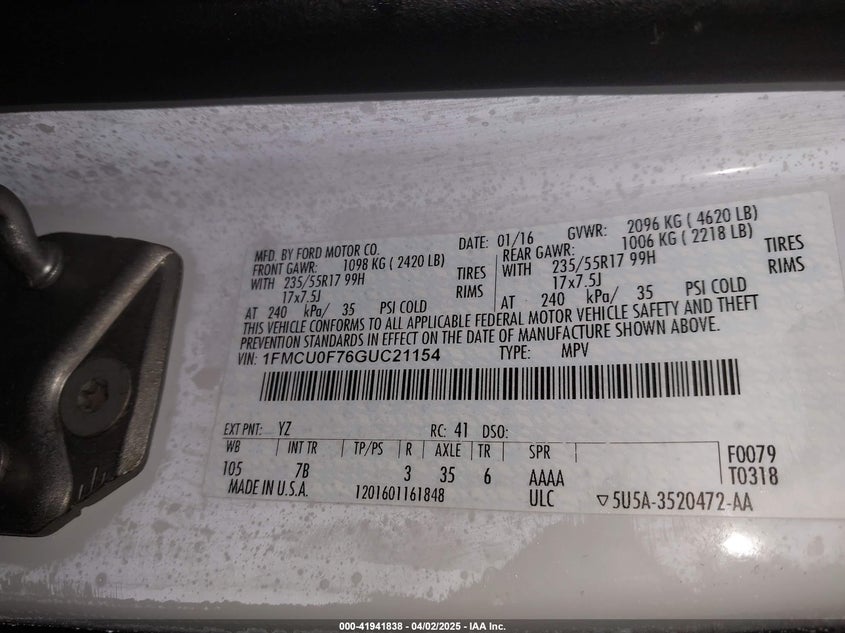 MFD. BY FORD MOTOR CO.
DATE: 01/16 GVWR: 2096 KG ( 4620 LB)
FRONT GAWR: 1098 KG ( 2420 LB)
WITH 235/55R17 99H TIRES
17x7.5J RIMS
AT 240 kPa/ 35 PSI COLD
REAR GAWR: 1006 KG ( 2218 LB)
WITH 235/55R17 99H TIRES
17x7.5J RIMS
AT 240 kPa/ 35 PSI COLD
THIS VEHICLE CONFORMS TO ALL APPLICABLE FEDERAL MOTOR VEHICLE SAFETY AND THEFT
PREVENTION STANDARDS IN EFFECT ON THE DATE OF MANUFACTURE SHOWN ABOVE.
VIN: 1FMCU0F76GUC21154 TYPE: MPV
EXT PNT: YZ RC: 41 DSO:
WB INT TR TP/PS R AXLE TR SPR F0079
105 7B 3 35 6 AAAA T0318
MADE IN U.S.A. 1201601161848 ULC ▽5U5A-3520472-AA
000-41941838 - 04/02/2025 - IAA Inc.